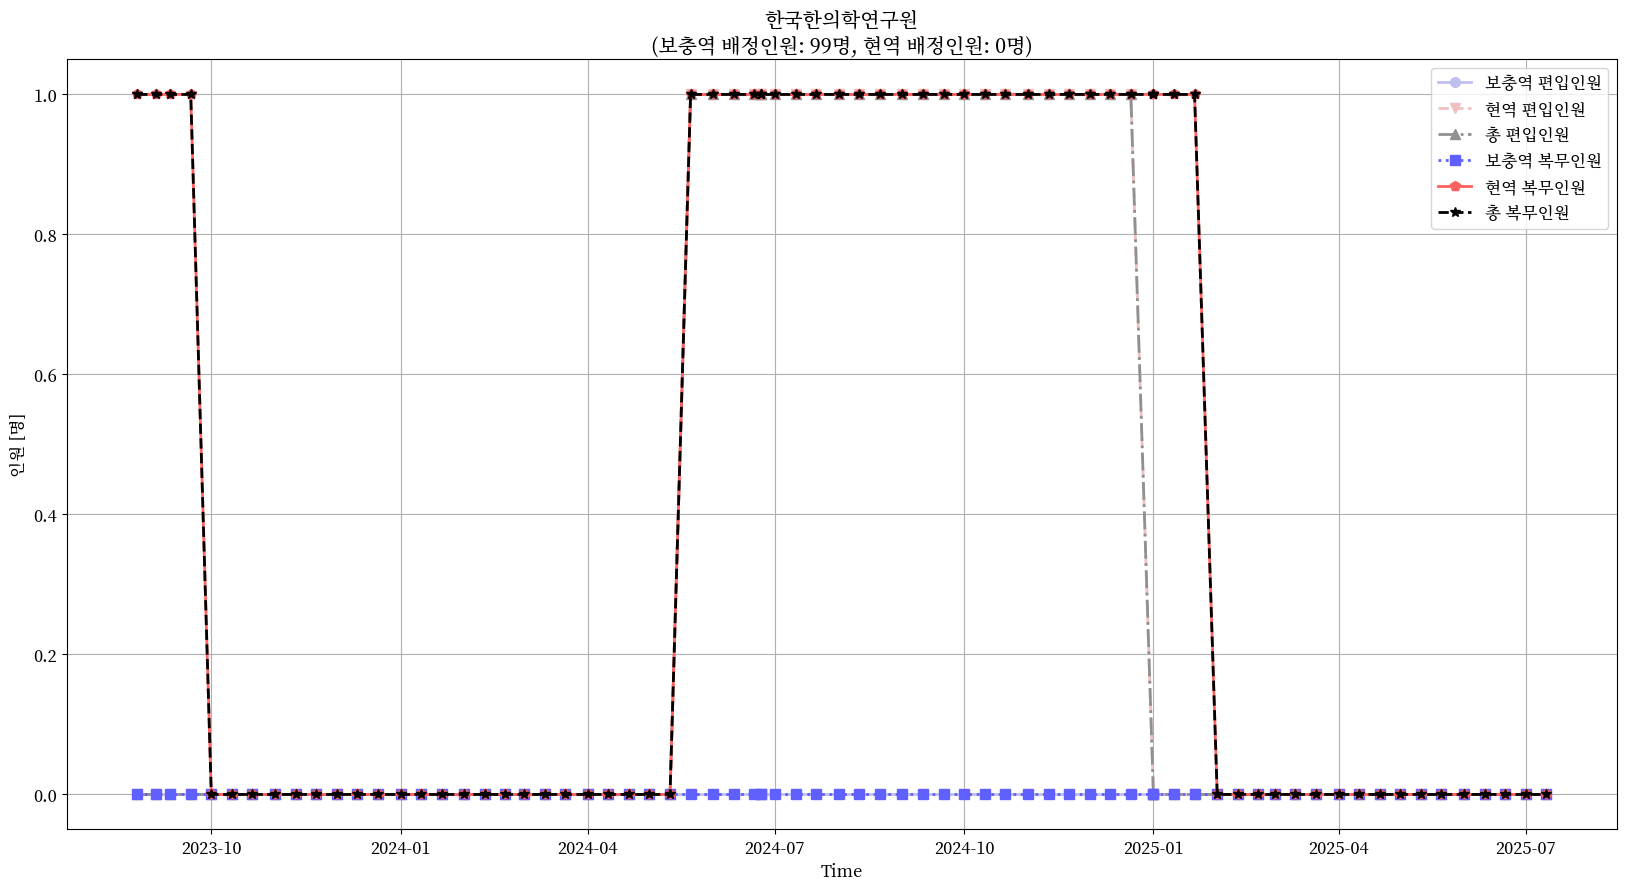 한국한의학연구원
(보충역 배정인원: 99명, 현역 배정인원: 0명)
보충역 편입인원
현역 편입인원
총 편입인원
보충역 복무인원
현역 복무인원
총 복무인원
인원 [명]
1.0
0.8
0.6
0.4
0.2
0.0
2023-10
2024-01
2024-04
2024-07
2024-10
2025-01
2025-04
2025-07
Time